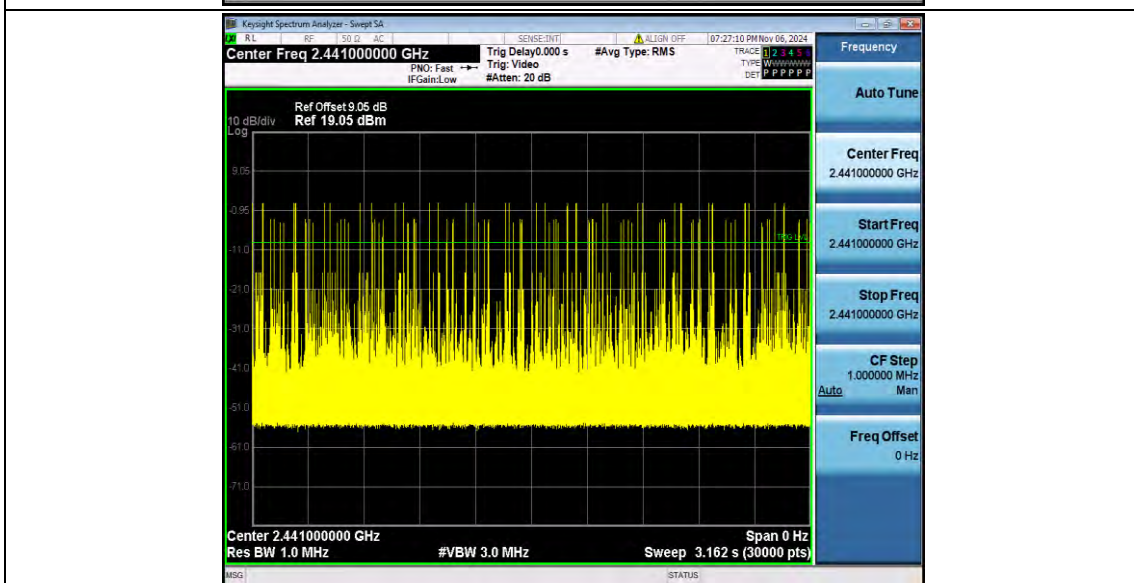 Keysight Spectrum Analyzer - Swept SA
RL RF 50 Ω AC SENSE:INT ALIGN OFF 07:27:10 PM Nov 06, 2024
Center Freq 2.441000000 GHz
Trig Delay0.000 s #Avg Type: RMS
TRACE 1 2 3 4 5 6
PNO: Fast Trig: Video
TYPE WWWWWW
IFGain:Low #Atten: 20 dB
DET P P P P P P
Ref Offset 9.05 dB
10 dB/div Ref 19.05 dBm
Log
9.05
-0.95
TRIG LVL
-11.0
-21.0
-31.0
-41.0
-51.0
-61.0
-71.0
Center 2.441000000 GHz Span 0 Hz
Res BW 1.0 MHz #VBW 3.0 MHz Sweep 3.162 s (30000 pts)
MSG STATUS
Frequency
Auto Tune
Center Freq
2.441000000 GHz
Start Freq
2.441000000 GHz
Stop Freq
2.441000000 GHz
CF Step
1.000000 MHz
Auto Man
Freq Offset
0 Hz